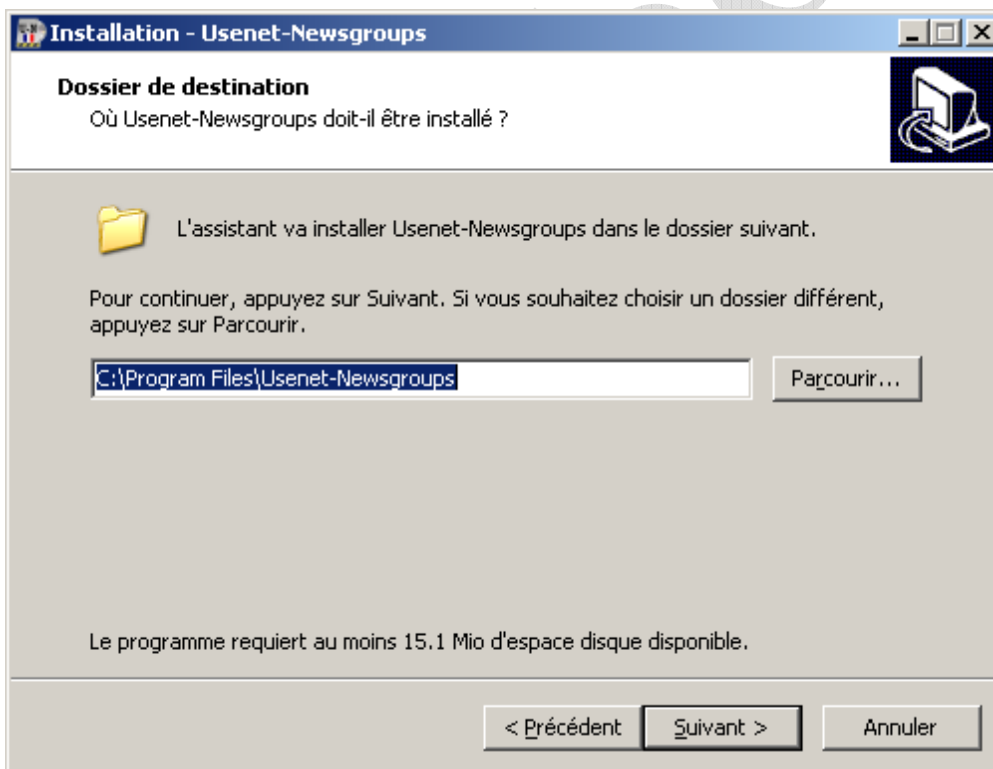 Installation - Usenet-Newsgroups
Dossier de destination
Où Usenet-Newsgroups doit-il être installé ?
L'assistant va installer Usenet-Newsgroups dans le dossier suivant.
Pour continuer, appuyez sur Suivant. Si vous souhaitez choisir un dossier différent,
appuyez sur Parcourir.
C:\Program Files\Usenet-Newsgroups
Parcourir...
Le programme requiert au moins 15.1 Mio d'espace disque disponible.
< Précédent
Suivant >
Annuler